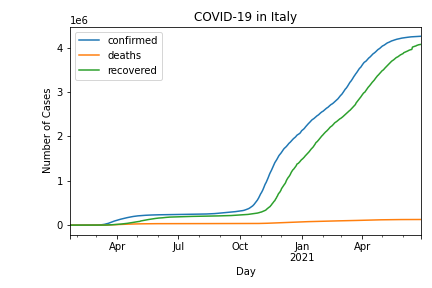 COVID-19 in Italy
1e6
confirmed
deaths
recovered
4
3
2
1
0
Number of Cases
Apr Jul Oct Jan Apr
2021
Day